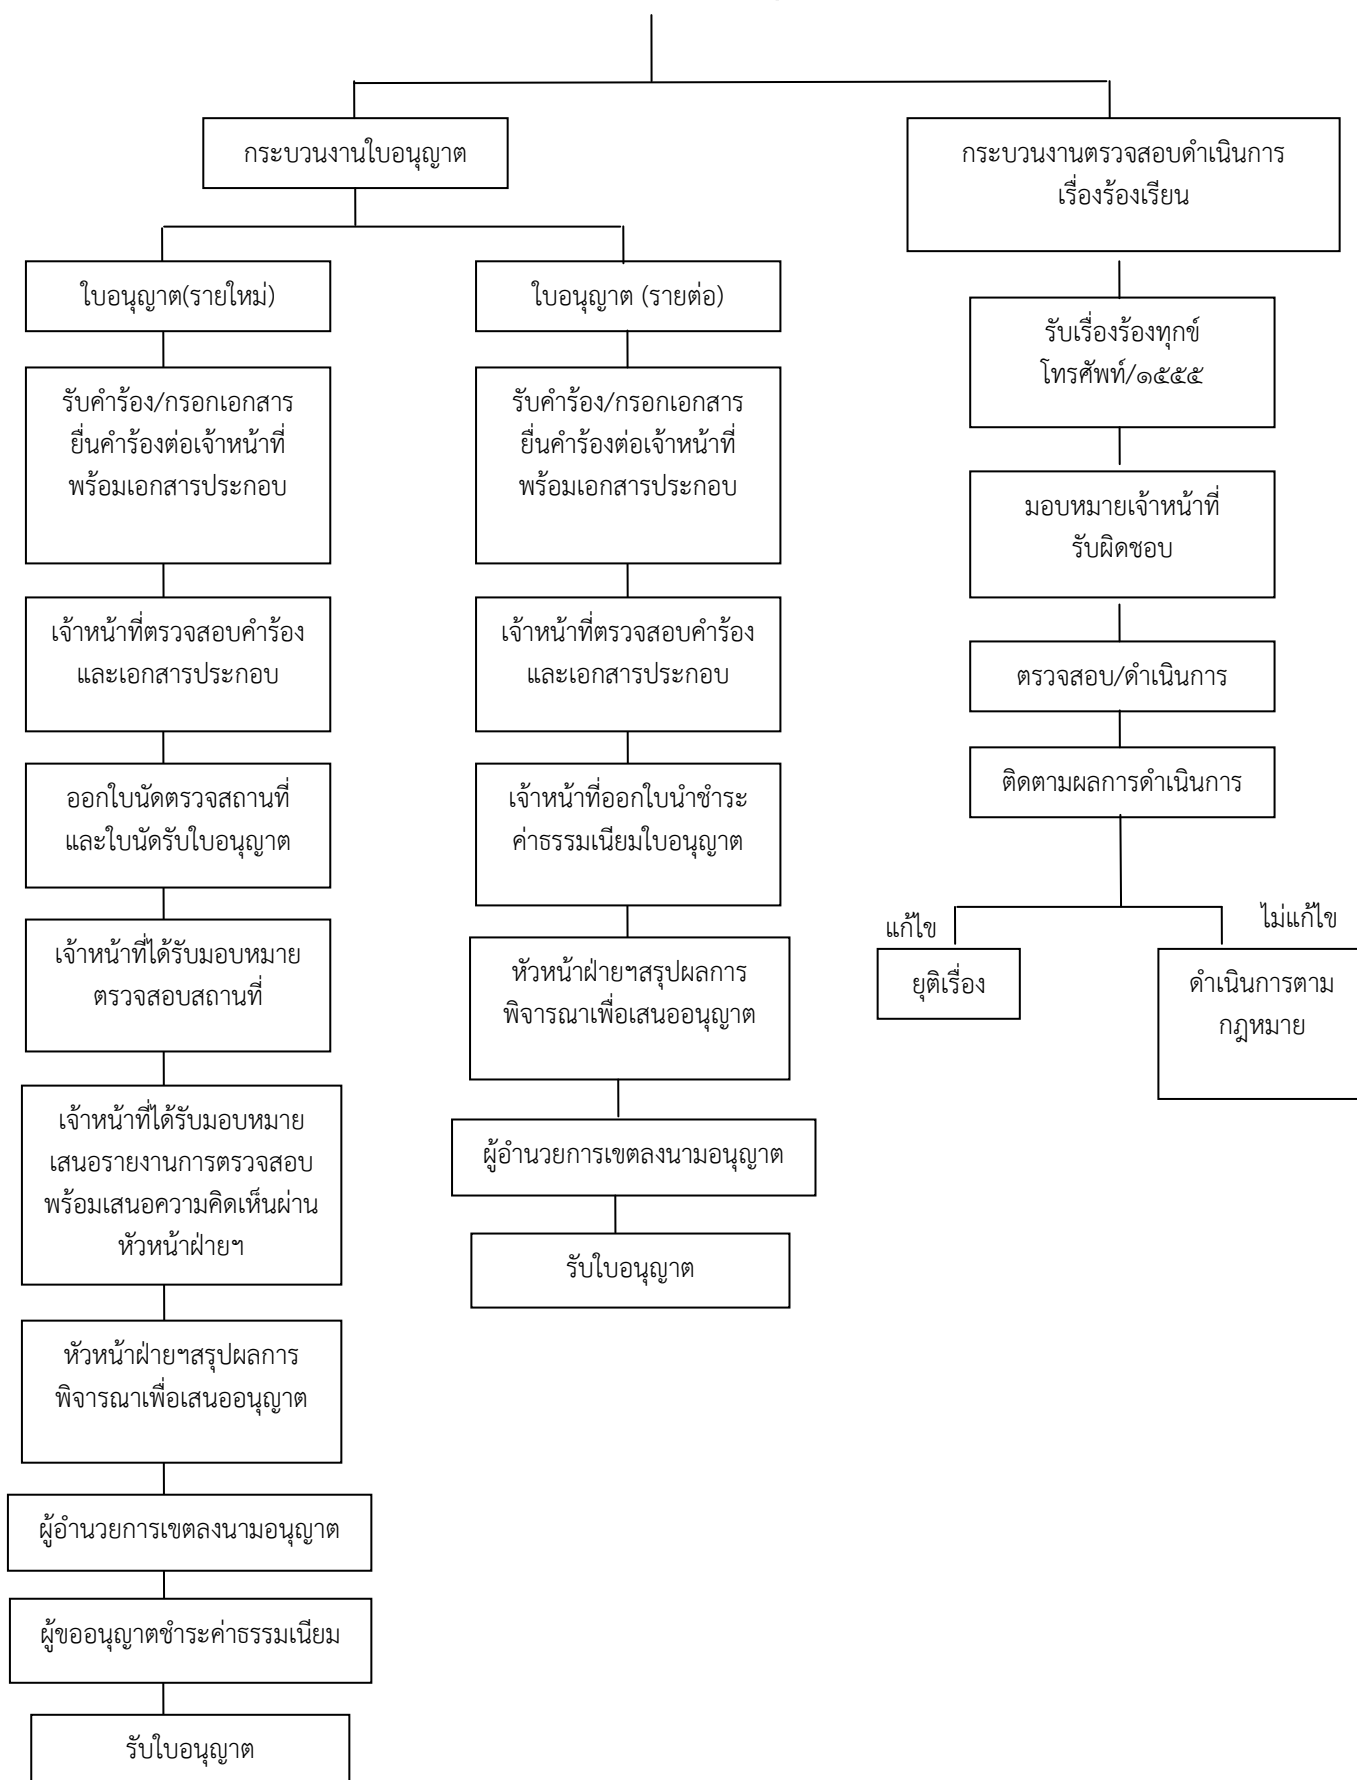 กระบวนงานใบอนุญาต
กระบวนงานตรวจสอบดำเนินการ
เรื่องร้องเรียน
ใบอนุญาต(รายใหม่)
รับคำร้อง/กรอกเอกสาร
ยื่นคำร้องต่อเจ้าหน้าที่
พร้อมเอกสารประกอบ
เจ้าหน้าที่ตรวจสอบคำร้อง
และเอกสารประกอบ
ออกใบนัดตรวจสถานที่
และใบนัดรับใบอนุญาต
เจ้าหน้าที่ได้รับมอบหมาย
ตรวจสอบสถานที่
เจ้าหน้าที่ได้รับมอบหมาย
เสนอรายงานการตรวจสอบ
พร้อมเสนอความคิดเห็นผ่าน
หัวหน้าฝ่ายฯ
หัวหน้าฝ่ายฯสรุปผลการ
พิจารณาเพื่อเสนออนุญาต
ผู้อำนวยการเขตลงนามอนุญาต
ผู้ขออนุญาตชำระค่าธรรมเนียม
รับใบอนุญาต
ใบอนุญาต (รายต่อ)
รับคำร้อง/กรอกเอกสาร
ยื่นคำร้องต่อเจ้าหน้าที่
พร้อมเอกสารประกอบ
เจ้าหน้าที่ตรวจสอบคำร้อง
และเอกสารประกอบ
เจ้าหน้าที่ออกใบนำชำระ
ค่าธรรมเนียมใบอนุญาต
หัวหน้าฝ่ายฯสรุปผลการ
พิจารณาเพื่อเสนออนุญาต
ผู้อำนวยการเขตลงนามอนุญาต
รับใบอนุญาต
รับเรื่องร้องทุกข์
โทรศัพท์/๑๕๕๕
มอบหมายเจ้าหน้าที่
รับผิดชอบ
ตรวจสอบ/ดำเนินการ
ติดตามผลการดำเนินการ
แก้ไข
ยุติเรื่อง
ไม่แก้ไข
ดำเนินการตาม
กฎหมาย